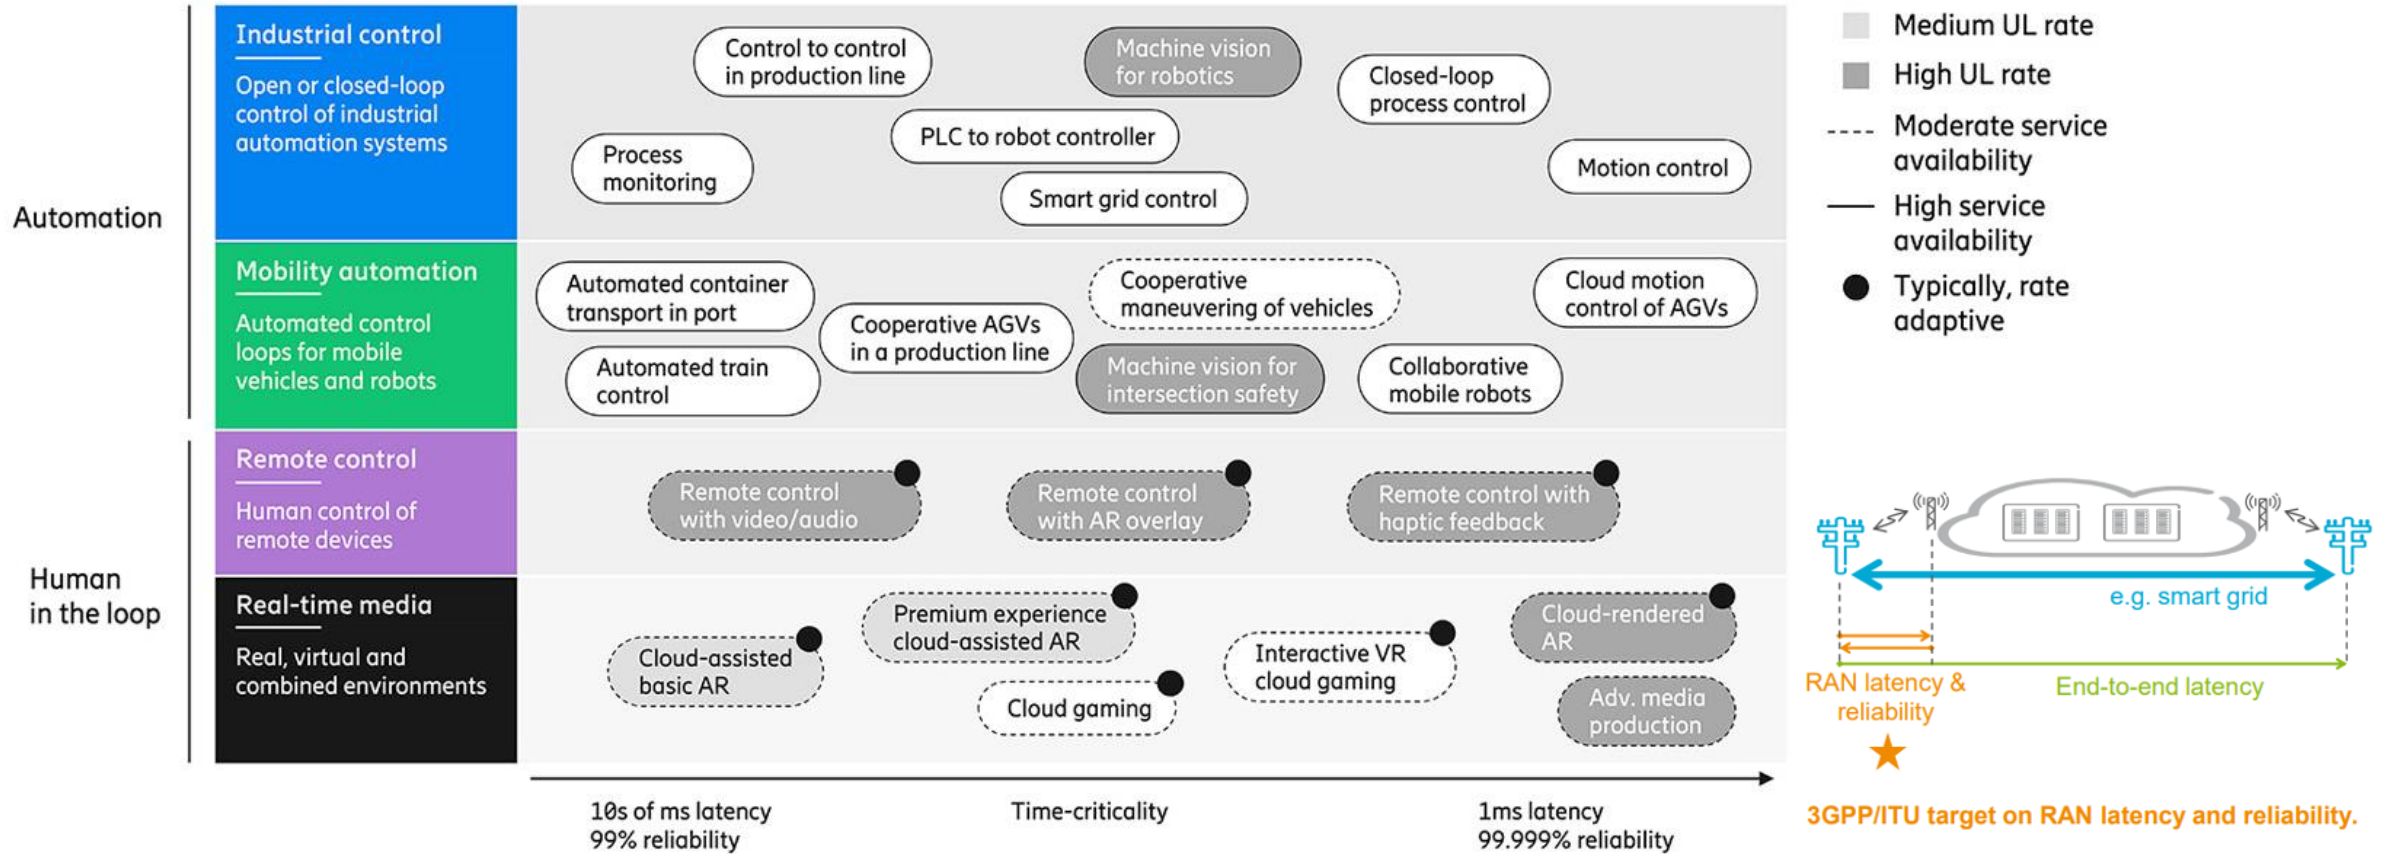 Automation
Human
in the loop
Industrial control
Open or closed-loop
control of industrial
automation systems
Control to control
in production line
Machine vision
for robotics
Closed-loop
process control
PLC to robot controller
Process
monitoring
Smart grid control
Motion control
Mobility automation
Automated control
loops for mobile
vehicles and robots
Automated container
transport in port
Cooperative AGVs
in a production line
Cooperative
maneuvering of vehicles
Cloud motion
control of AGVs
Automated train
control
Machine vision for
intersection safety
Collaborative
mobile robots
Remote control
Human control of
remote devices
Remote control
with video/audio
Remote control
with AR overlay
Remote control with
haptic feedback
Real-time media
Real, virtual and
combined environments
Cloud-assisted
basic AR
Premium experience
cloud-assisted AR
Cloud gaming
Interactive VR
cloud gaming
Cloud-rendered
AR
Adv. media
production
10s of ms latency
99% reliability
Time-criticality
1ms latency
99.999% reliability
Medium UL rate
High UL rate
Moderate service
availability
High service
availability
Typically, rate
adaptive
e.g. smart grid
RAN latency &
reliability
End-to-end latency
3GPP/ITU target on RAN latency and reliability.